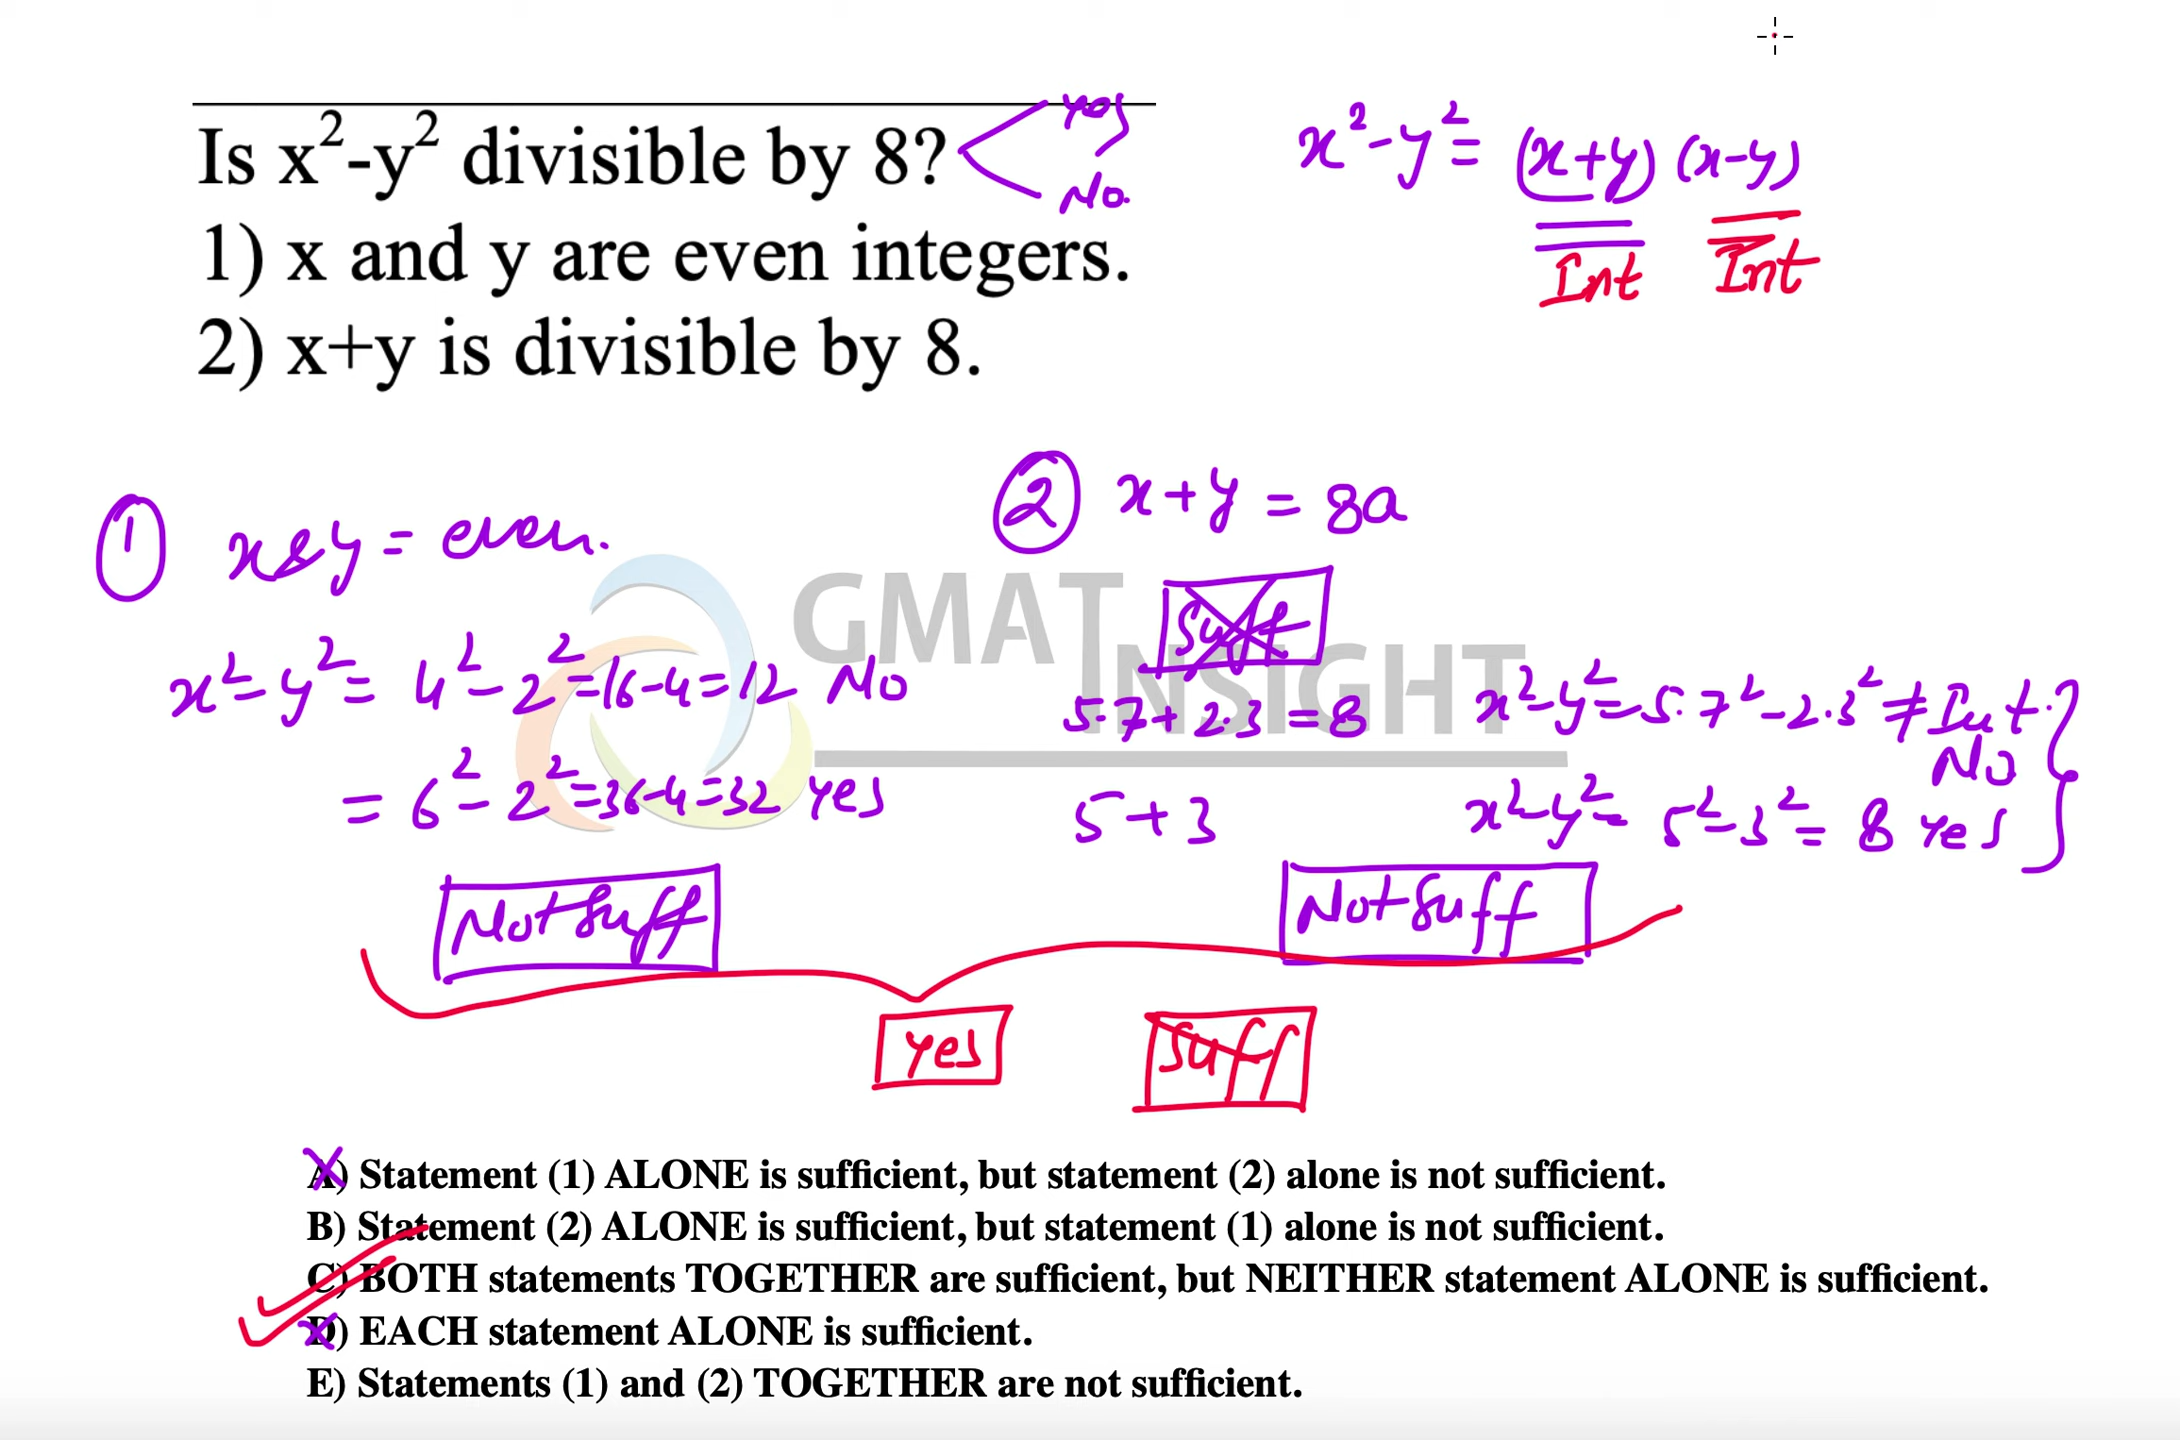 Is x²-y² divisible by 8? Yes No.
x²-y² = (x+y) (x-y)
Int Int
1) x and y are even integers.
2) x+y is divisible by 8.
① x & y = even.
② x+y = 8a
GMAT INSIGHT
Suff
x²-y² = 4²-2² = 16-4 = 12 No
5.7+2.3 = 8 x²-y² = 5.7²-2.3² ≠ Int. No
= 6²-2² = 36-4 = 32 Yes
5+3 x²-y² = 5²-3² = 8 Yes
Not Suff
Not Suff
Yes Suff
A) Statement (1) ALONE is sufficient, but statement (2) alone is not sufficient.
B) Statement (2) ALONE is sufficient, but statement (1) alone is not sufficient.
C) BOTH statements TOGETHER are sufficient, but NEITHER statement ALONE is sufficient.
D) EACH statement ALONE is sufficient.
E) Statements (1) and (2) TOGETHER are not sufficient.